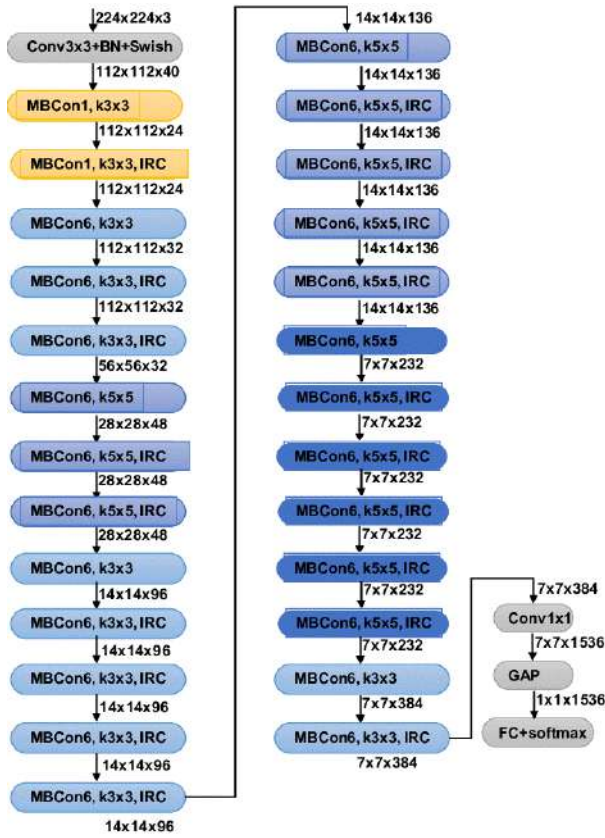 224x224x3
Conv3x3+BN+Swish
112x112x40
MBCon1, k3x3
112x112x24
MBCon1, k3x3, IRC
112x112x24
MBCon6, k3x3
112x112x32
MBCon6, k3x3, IRC
112x112x32
MBCon6, k3x3, IRC
56x56x32
MBCon6, k5x5
28x28x48
MBCon6, k5x5, IRC
28x28x48
MBCon6, k5x5, IRC
28x28x48
MBCon6, k3x3
14x14x96
MBCon6, k3x3, IRC
14x14x96
MBCon6, k3x3, IRC
14x14x96
MBCon6, k3x3, IRC
14x14x96
MBCon6, k3x3, IRC
14x14x96
14x14x136
MBCon6, k5x5
14x14x136
MBCon6, k5x5, IRC
14x14x136
MBCon6, k5x5, IRC
14x14x136
MBCon6, k5x5, IRC
14x14x136
MBCon6, k5x5, IRC
14x14x136
MBCon6, k5x5
7x7x232
MBCon6, k5x5, IRC
7x7x232
MBCon6, k5x5, IRC
7x7x232
MBCon6, k5x5, IRC
7x7x232
MBCon6, k5x5, IRC
7x7x232
MBCon6, k5x5, IRC
7x7x232
MBCon6, k3x3
7x7x384
MBCon6, k3x3, IRC
7x7x384
7x7x384
Conv1x1
7x7x1536
GAP
1x1x1536
FC+softmax